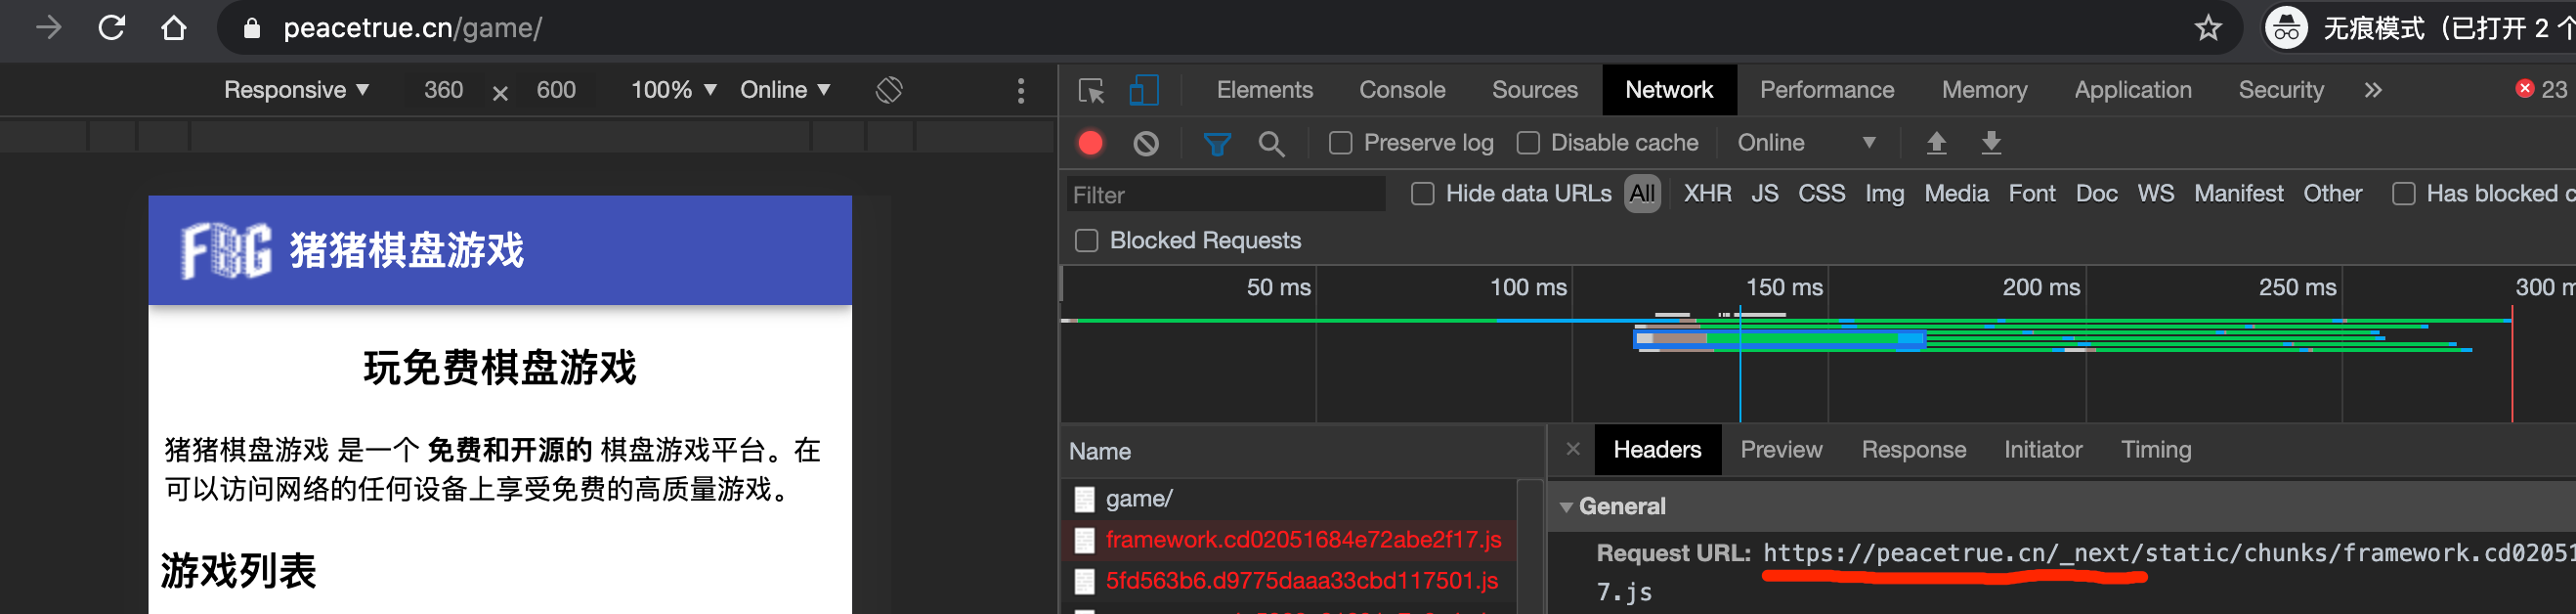 peacetrue.cn/game/
无痕模式（已打开 2 个
Responsive 360 × 600 100% Online
Elements Console Sources Network Performance Memory Application Security » 23
Preserve log Disable cache Online
Filter Hide data URLs All XHR JS CSS Img Media Font Doc WS Manifest Other Has blocked c
Blocked Requests
50 ms 100 ms 150 ms 200 ms 250 ms 300 m
FBG 猪猪棋盘游戏
玩免费棋盘游戏
猪猪棋盘游戏 是一个 免费和开源的 棋盘游戏平台。在
可以访问网络的任何设备上享受免费的高质量游戏。
游戏列表
Name
game/
framework.cd02051684e72abe2f17.js
5fd563b6.d9775daaa33cbd117501.js
× Headers Preview Response Initiator Timing
General
Request URL: https://peacetrue.cn/_next/static/chunks/framework.cd0205
7.js